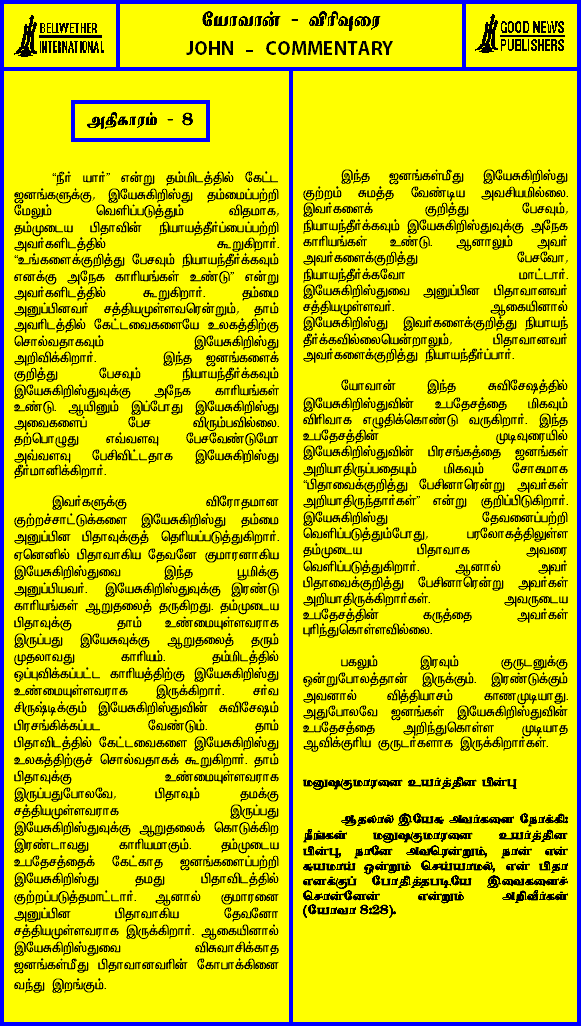 BELWETHER
INTERNATIONAL
யோவான் - விரிவுரை
JOHN - COMMENTARY
GOOD NEWS
PUBLISHERS
அதிகாரம் - 8
“நீர் யார்” என்று தம்மிடத்தில் கேட்ட
ஜனங்களுக்கு, இயேசுகிறிஸ்து தம்மைப்பற்றி
மேலும் வெளிப்படுத்தும் விதமாக,
தம்முடைய பிதாவின் நியாயத்தீர்ப்பைப்பற்றி
அவர்களிடத்தில் கூறுகிறார்.
“உங்களைக்குறித்து பேசவும் நியாயந்தீர்க்கவும்
எனக்கு அநேக காரியங்கள் உண்டு” என்று
அவர்களிடத்தில் கூறுகிறார். தம்மை
அனுப்பினவர் சத்தியமுள்ளவரென்றும், தாம்
அவரிடத்தில் கேட்டவைகளையே உலகத்திற்கு
சொல்வதாகவும் இயேசுகிறிஸ்து
அறிவிக்கிறார். இந்த ஜனங்களைக்
குறித்து பேசவும் நியாயந்தீர்க்கவும்
இயேசுகிறிஸ்துவுக்கு அநேக காரியங்கள்
உண்டு. ஆயினும் இப்போது இயேசுகிறிஸ்து
அவைகளைப் பேச விரும்பவில்லை.
தற்பொழுது எவ்வளவு பேசவேண்டுமோ
அவ்வளவு பேசிவிட்டதாக இயேசுகிறிஸ்து
தீர்மானிக்கிறார்.
இவர்களுக்கு விரோதமான
குற்றச்சாட்டுக்களை இயேசுகிறிஸ்து தம்மை
அனுப்பின பிதாவுக்குத் தெரியப்படுத்துகிறார்.
ஏனெனில் பிதாவாகிய தேவனே குமாரனாகிய
இயேசுகிறிஸ்துவை இந்த பூமிக்கு
அனுப்பியவர். இயேசுகிறிஸ்துவுக்கு இரண்டு
காரியங்கள் ஆறுதலைத் தருகிறது. தம்முடைய
பிதாவுக்கு தாம் உண்மையுள்ளவராக
இருப்பது இயேசுவுக்கு ஆறுதலைத் தரும்
முதலாவது காரியம். தம்மிடத்தில்
ஒப்புவிக்கப்பட்ட காரியத்திற்கு இயேசுகிறிஸ்து
உண்மையுள்ளவராக இருக்கிறார். சர்வ
சிருஷ்டிக்கும் இயேசுகிறிஸ்துவின் சுவிசேஷம்
பிரசங்கிக்கப்பட வேண்டும். தாம்
பிதாவிடத்தில் கேட்டவைகளை இயேசுகிறிஸ்து
உலகத்திற்குச் சொல்வதாகக் கூறுகிறார். தாம்
பிதாவுக்கு உண்மையுள்ளவராக
இருப்பதுபோலவே, பிதாவும் தமக்கு
சத்தியமுள்ளவராக இருப்பது
இயேசுகிறிஸ்துவுக்கு ஆறுதலைக் கொடுக்கிற
இரண்டாவது காரியமாகும். தம்முடைய
உபதேசத்தைக் கேட்காத ஜனங்களைப்பற்றி
இயேசுகிறிஸ்து தமது பிதாவிடத்தில்
குற்றப்படுத்தமாட்டார். ஆனால் குமாரனை
அனுப்பின பிதாவாகிய தேவனோ
சத்தியமுள்ளவராக இருக்கிறார். ஆகையினால்
இயேசுகிறிஸ்துவை விசுவாசிக்காத
ஜனங்கள்மீது பிதாவானவரின் கோபாக்கினை
வந்து இறங்கும்.
இந்த ஜனங்கள்மீது இயேசுகிறிஸ்து
குற்றம் சுமத்த வேண்டிய அவசியமில்லை.
இவர்களைக் குறித்து பேசவும்,
நியாயந்தீர்க்கவும் இயேசுகிறிஸ்துவுக்கு அநேக
காரியங்கள் உண்டு. ஆனாலும் அவர்
அவர்களைக்குறித்து பேசவோ,
நியாயந்தீர்க்கவோ மாட்டார்.
இயேசுகிறிஸ்துவை அனுப்பின பிதாவானவர்
சத்தியமுள்ளவர். ஆகையினால்
இயேசுகிறிஸ்து இவர்களைக்குறித்து நியாயந்
தீர்க்கவில்லையென்றாலும், பிதாவானவர்
அவர்களைக்குறித்து நியாயந்தீர்ப்பார்.
யோவான் இந்த சுவிசேஷத்தில்
இயேசுகிறிஸ்துவின் உபதேசத்தை மிகவும்
விரிவாக எழுதிக்கொண்டு வருகிறார். இந்த
உபதேசத்தின் முடிவுரையில்
இயேசுகிறிஸ்துவின் பிரசங்கத்தை ஜனங்கள்
அறியாதிருப்பதையும் மிகவும் சோகமாக
“பிதாவைக்குறித்து பேசினாரென்று அவர்கள்
அறியாதிருந்தார்கள்” என்று குறிப்பிடுகிறார்.
இயேசுகிறிஸ்து தேவனைப்பற்றி
வெளிப்படுத்தும்போது, பரலோகத்திலுள்ள
தம்முடைய பிதாவாக அவரை
வெளிப்படுத்துகிறார். ஆனால் அவர்
பிதாவைக்குறித்து பேசினாரென்று அவர்கள்
அறியாதிருக்கிறார்கள். அவருடைய
உபதேசத்தின் கருத்தை அவர்கள்
புரிந்துகொள்ளவில்லை.
பகலும் இரவும் குருடனுக்கு
ஒன்றுபோலத்தான் இருக்கும். இரண்டுக்கும்
அவனால் வித்தியாசம் காணமுடியாது.
அதுபோலவே ஜனங்கள் இயேசுகிறிஸ்துவின்
உபதேசத்தை அறிந்துகொள்ள முடியாத
ஆவிக்குரிய குருடர்களாக இருக்கிறார்கள்.
மனுஷகுமாரனை உயர்த்தின பின்பு
ஆதலால் இயேசு அவர்களை நோக்கி:
நீங்கள் மனுஷகுமாரனை உயர்த்தின
பின்பு, நானே அவரென்றும், நான் என்
சுயமாய் ஒன்றும் செய்யாமல், என் பிதா
எனக்குப் போதித்தபடியே இவைகளைச்
சொன்னேன் என்றும் அறிவீர்கள்
(யோவா 8:28).